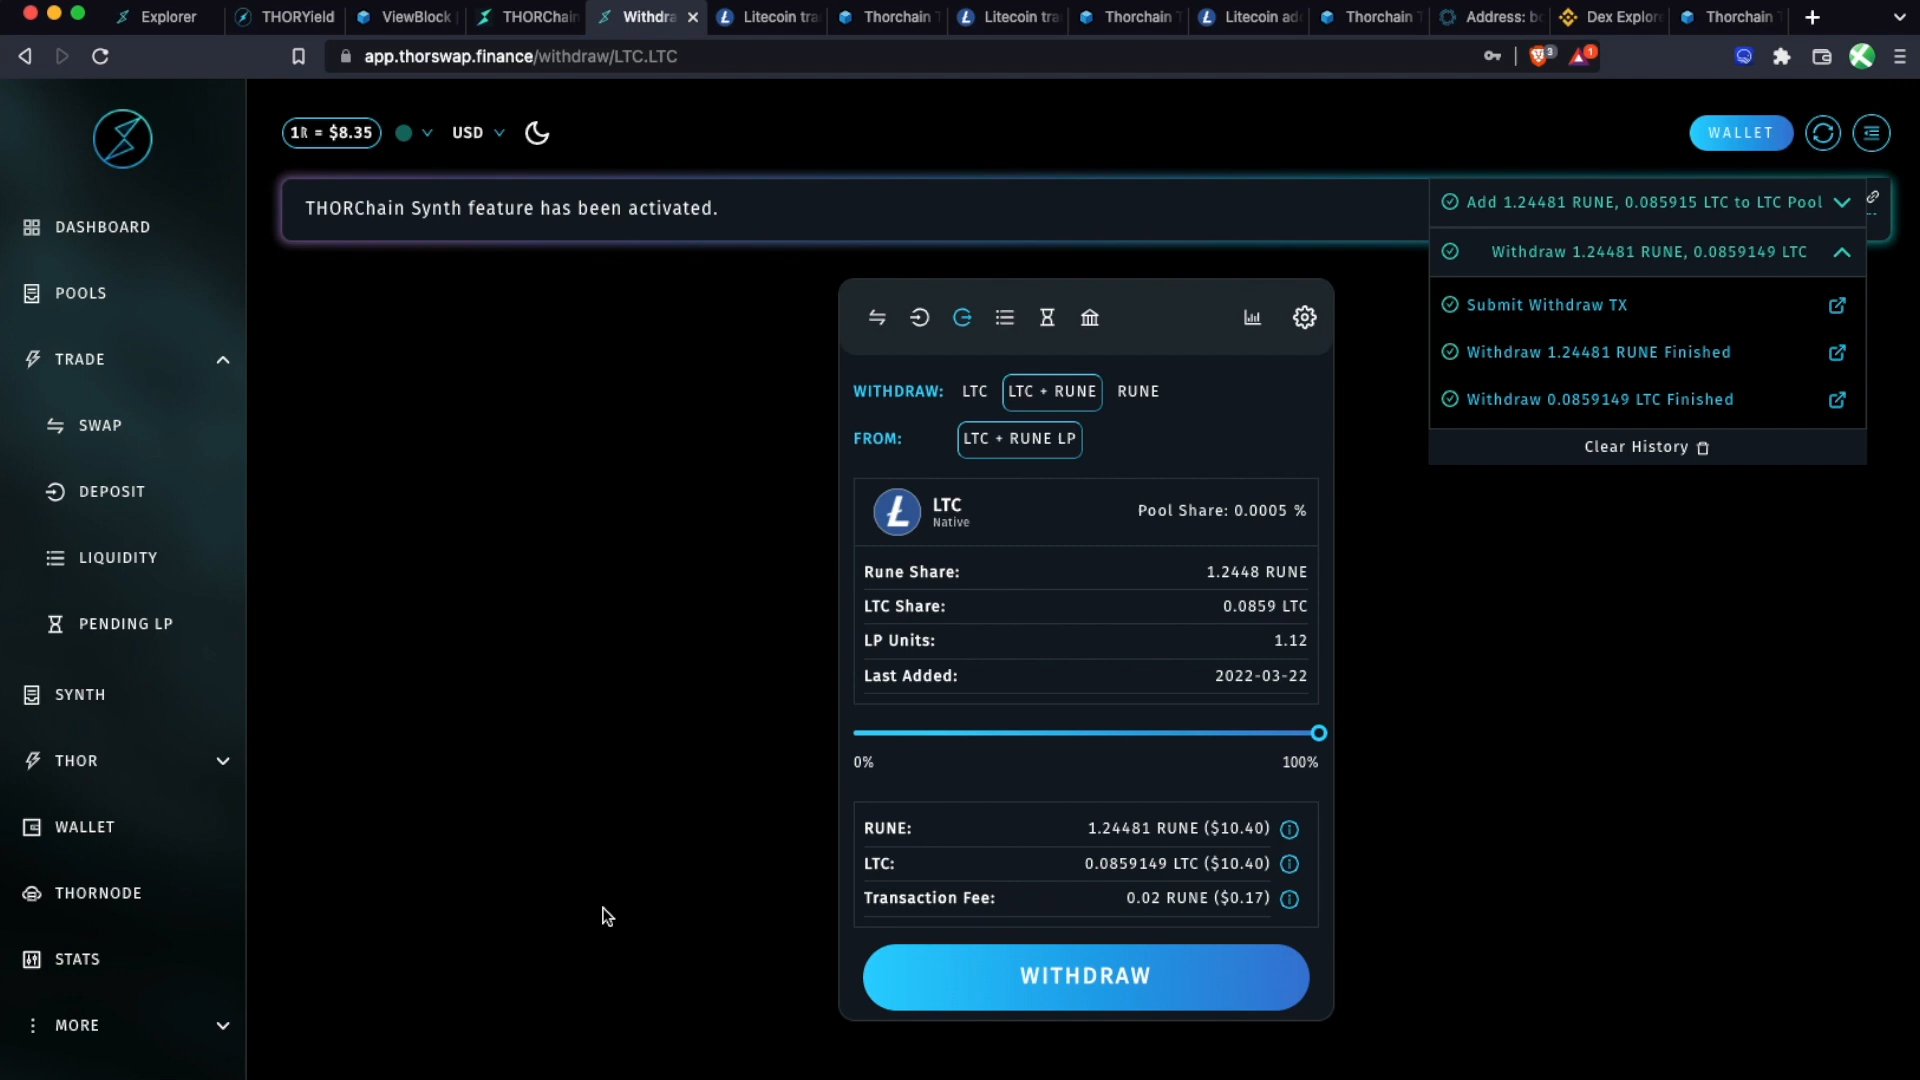 Explorer
THORYield
ViewBlock
THORChain
Withdra
Litecoin tra
Thorchain T
Litecoin tra
Thorchain T
Litecoin ad
Thorchain T
Address: b
Dex Explor
Thorchain T
app.thorswap.finance/withdraw/LTC.LTC
3
1
1R = $8.35
USD
WALLET
THORChain Synth feature has been activated.
Add 1.24481 RUNE, 0.085915 LTC to LTC Pool
Withdraw 1.24481 RUNE, 0.0859149 LTC
Submit Withdraw TX
Withdraw 1.24481 RUNE Finished
Withdraw 0.0859149 LTC Finished
Clear History
DASHBOARD
POOLS
TRADE
SWAP
DEPOSIT
LIQUIDITY
PENDING LP
SYNTH
THOR
WALLET
THORNODE
STATS
MORE
WITHDRAW: LTC LTC + RUNE RUNE
FROM: LTC + RUNE LP
LTC
Native
Pool Share: 0.0005 %
Rune Share: 1.2448 RUNE
LTC Share: 0.0859 LTC
LP Units: 1.12
Last Added: 2022-03-22
0% 100%
RUNE: 1.24481 RUNE ($10.40)
LTC: 0.0859149 LTC ($10.40)
Transaction Fee: 0.02 RUNE ($0.17)
WITHDRAW